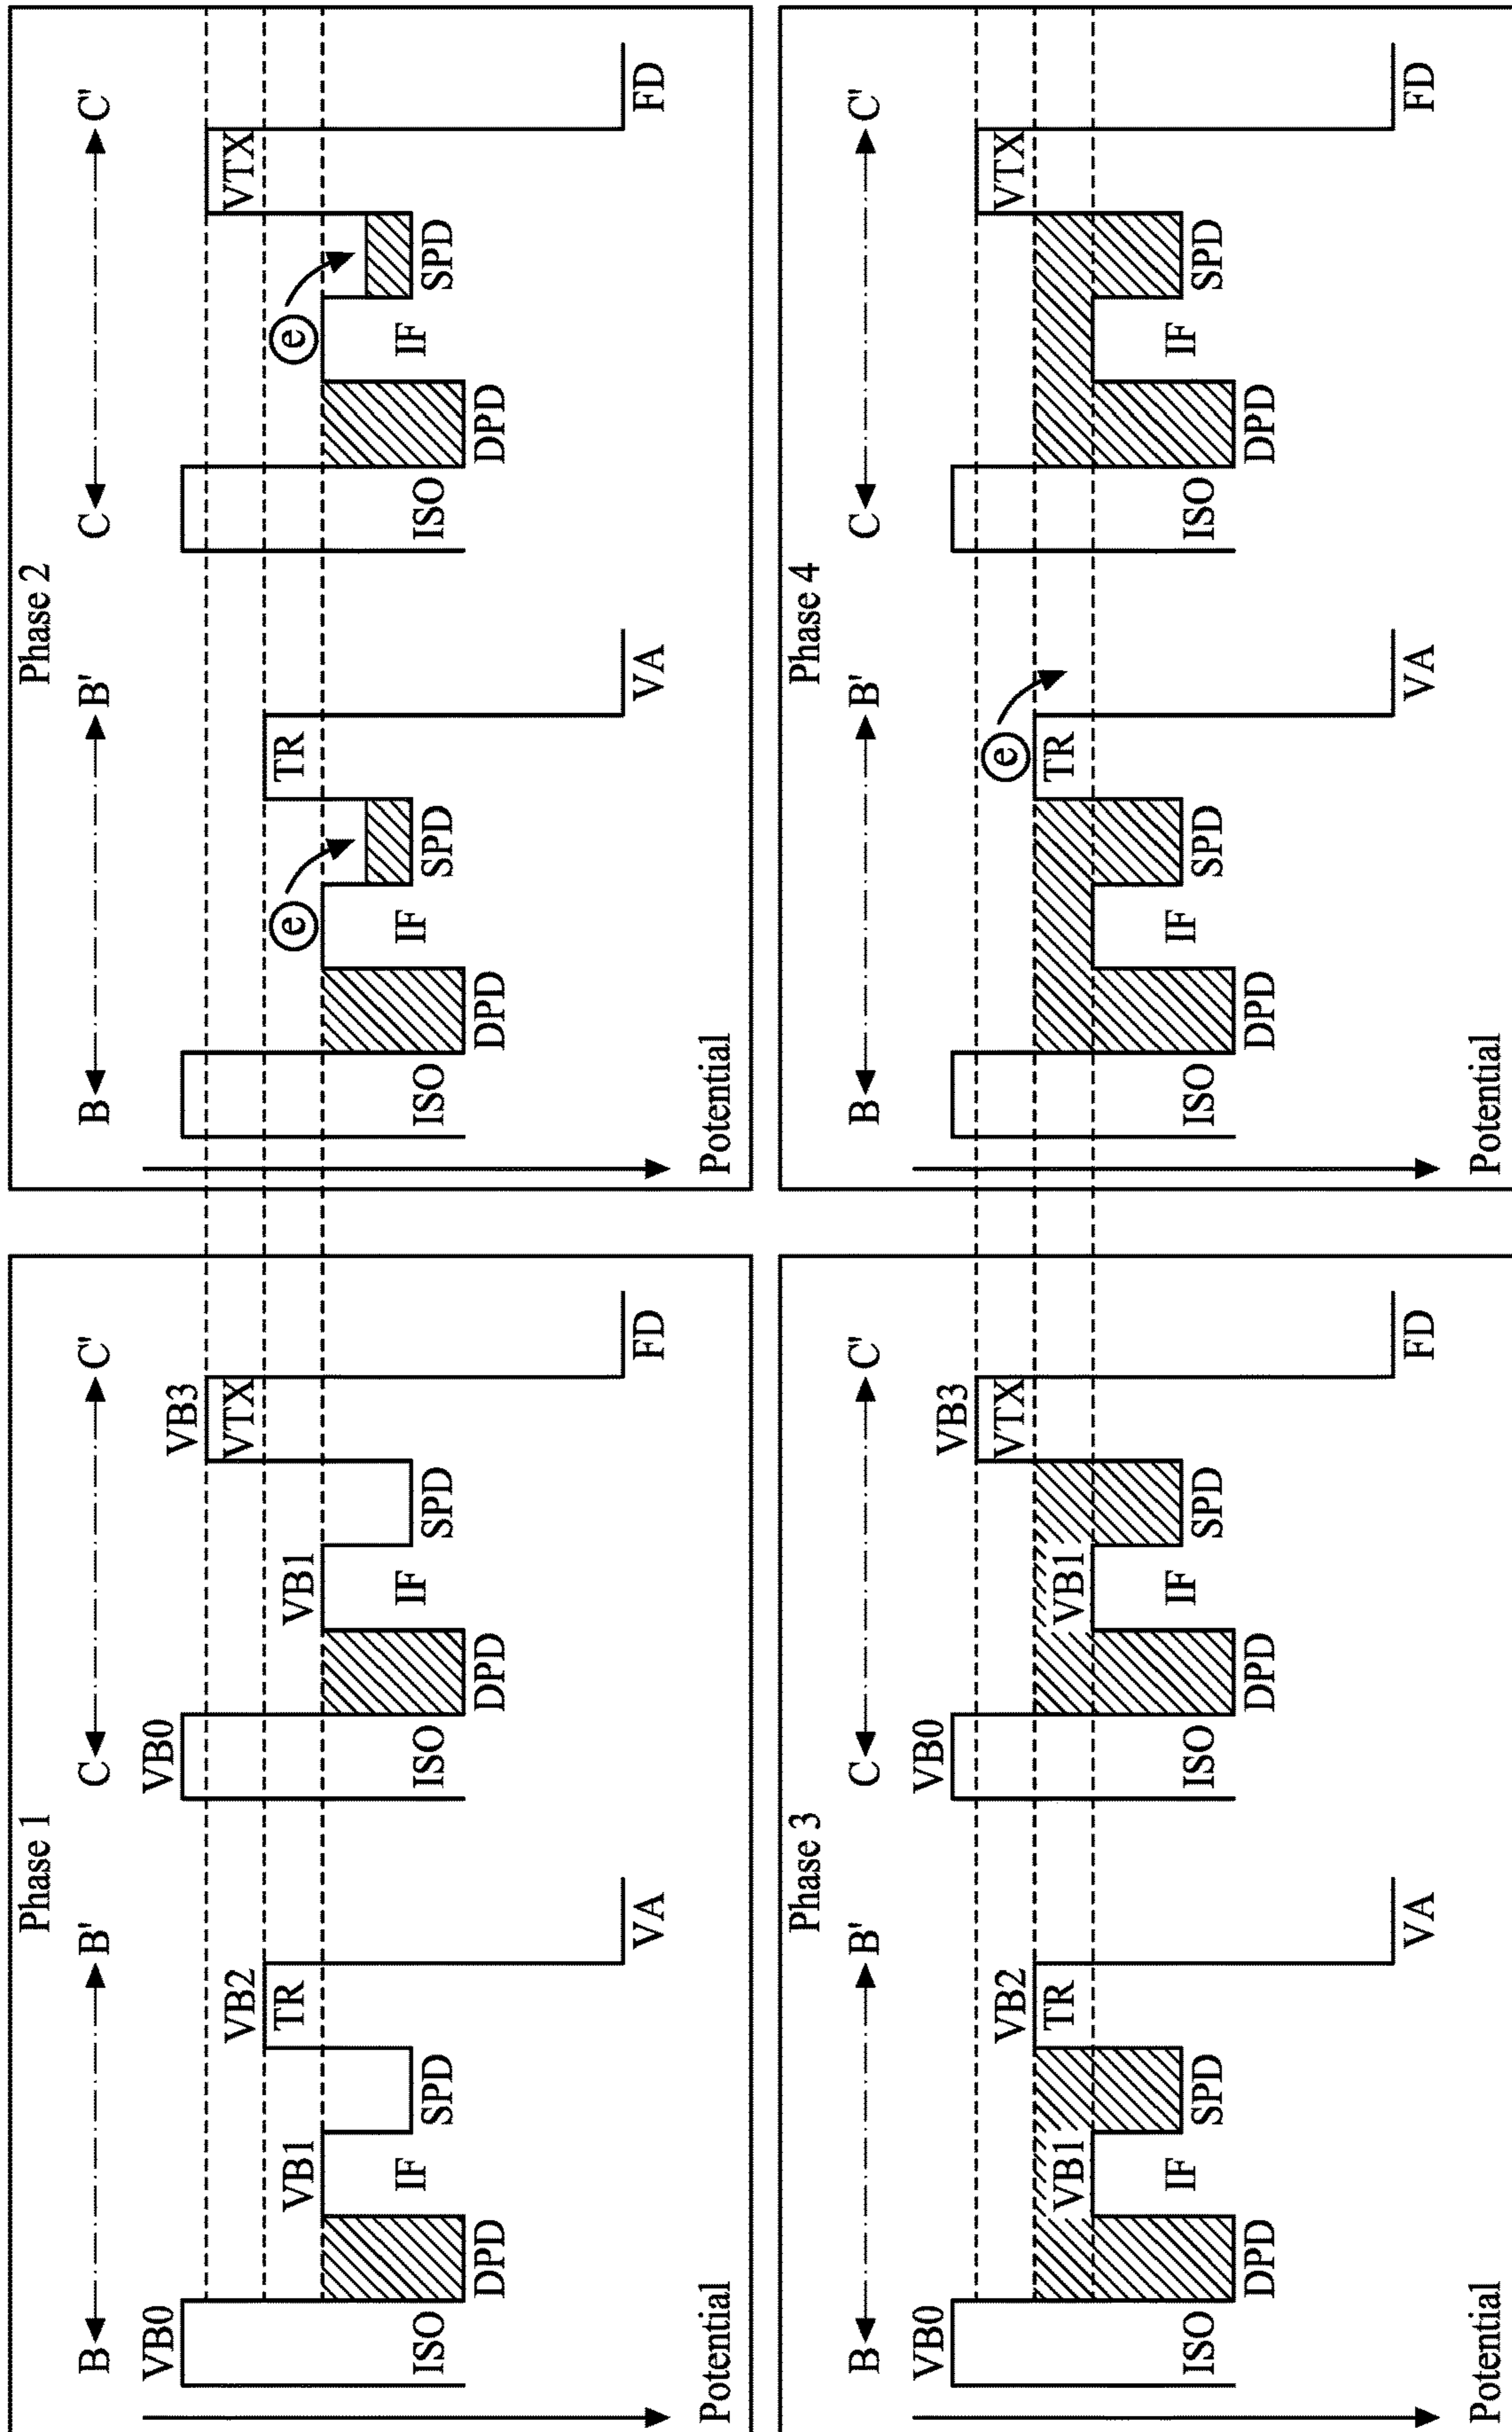 Phase 1
B B' C C'
VB0 VB1 VB2 VB0 VB1 VB3
TR VTX
ISO IF ISO IF
DPD SPD DPD SPD
VA FD
Potential
Phase 2
B B' C C'
e e
TR VTX
ISO IF ISO IF
DPD SPD DPD SPD
VA FD
Potential
Phase 3
B B' C C'
VB0 VB1 VB2 VB0 VB1 VB3
TR VTX
ISO IF ISO IF
DPD SPD DPD SPD
VA FD
Potential
Phase 4
B B' C C'
e
TR VTX
ISO IF ISO IF
DPD SPD DPD SPD
VA FD
Potential